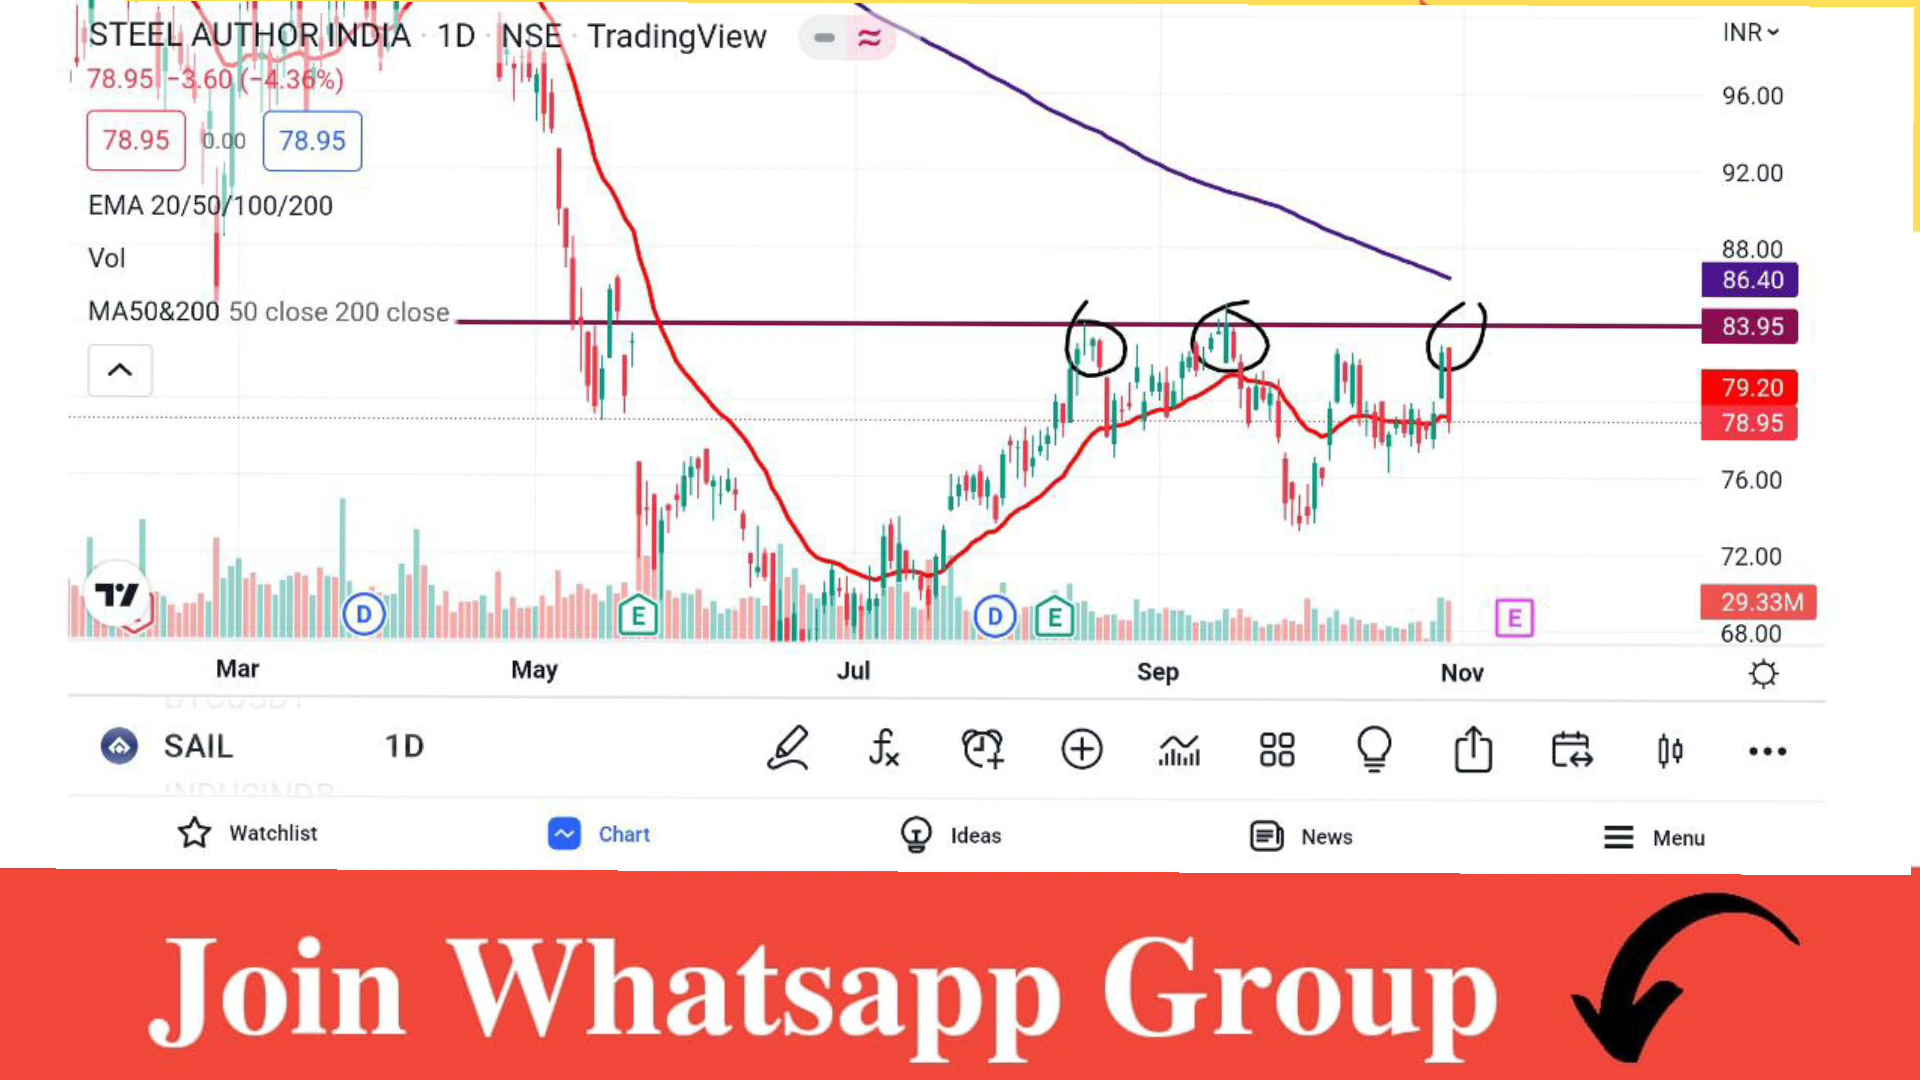 STEEL AUTHOR INDIA · 1D · NSE · TradingView
INR
78.95 −3.60 (−4.36%)
78.95 0.00 78.95
EMA 20/50/100/200
Vol
MA50&200 50 close 200 close
96.00
92.00
88.00
86.40
83.95
79.20
78.95
76.00
72.00
29.33M
68.00
D E D E E
Mar May Jul Sep Nov
SAIL 1D
Watchlist Chart Ideas News Menu
Join Whatsapp Group